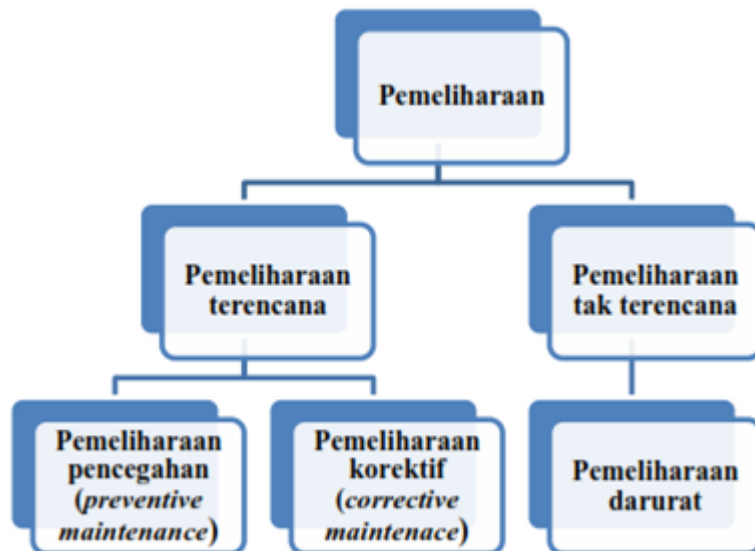 Pemeliharaan
Pemeliharaan
terencana
Pemeliharaan
tak terencana
Pemeliharaan
pencegahan
(preventive
maintenance)
Pemeliharaan
korektif
(corrective
maintenace)
Pemeliharaan
darurat